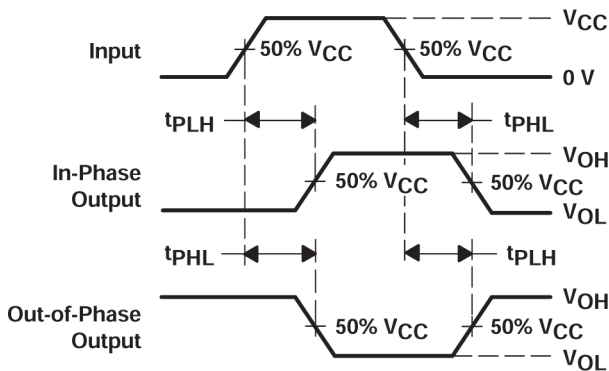 VCC
Input
50% VCC
50% VCC
0 V
tPLH
tPHL
VOH
In-Phase
Output
50% VCC
50% VCC
VOL
tPHL
tPLH
VOH
Out-of-Phase
Output
50% VCC
50% VCC
VOL